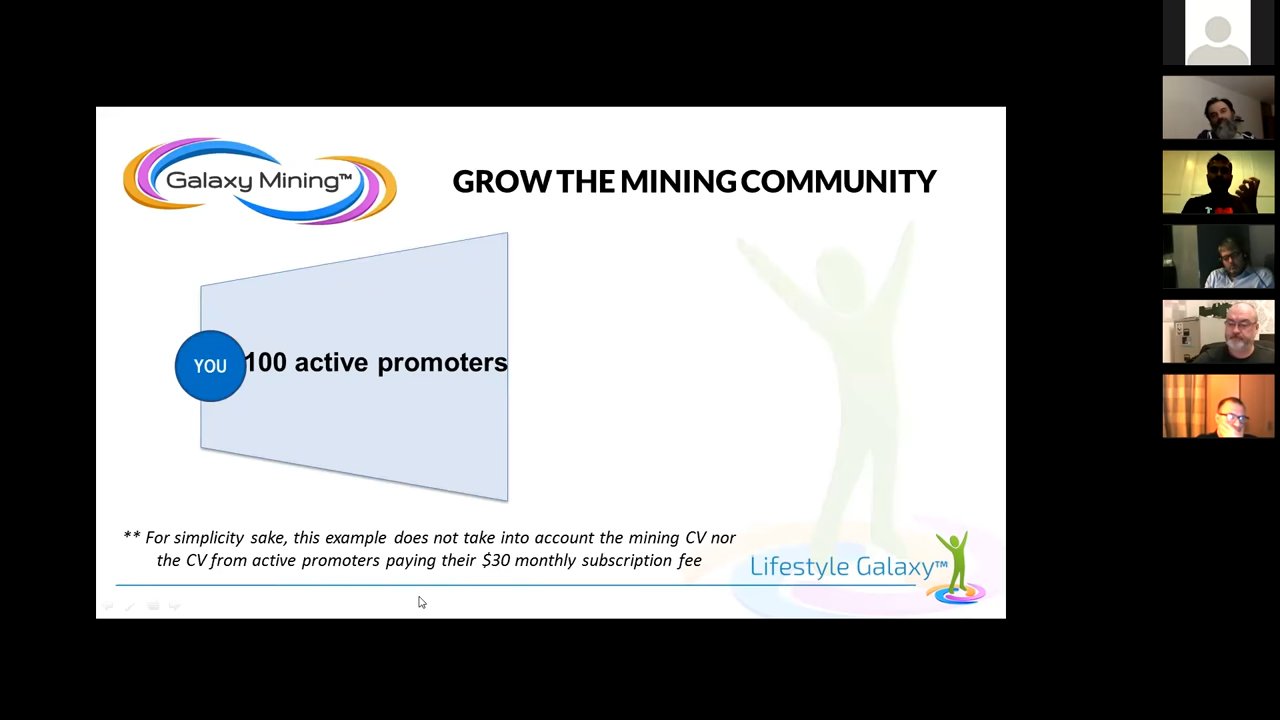 Galaxy Mining™
GROW THE MINING COMMUNITY
YOU
100 active promoters
** For simplicity sake, this example does not take into account the mining CV nor
the CV from active promoters paying their $30 monthly subscription fee
Lifestyle Galaxy™